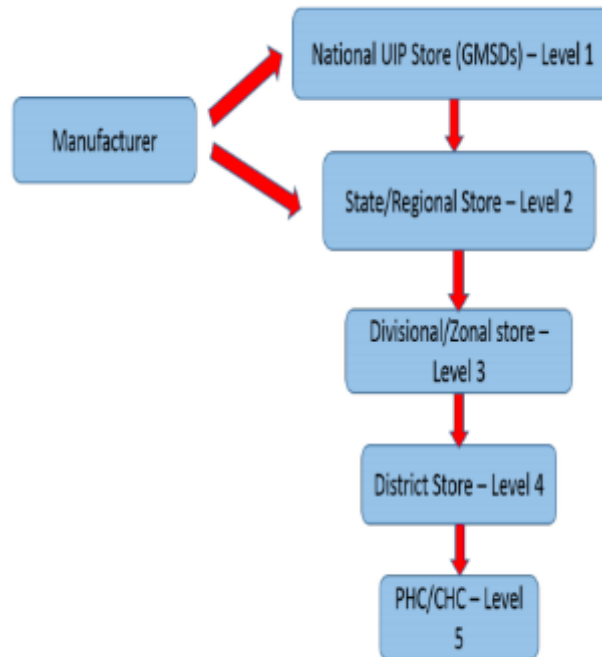 National UIP Store (GMSDs) – Level 1
Manufacturer
State/Regional Store – Level 2
Divisional/Zonal store –
Level 3
District Store – Level 4
PHC/CHC – Level
5